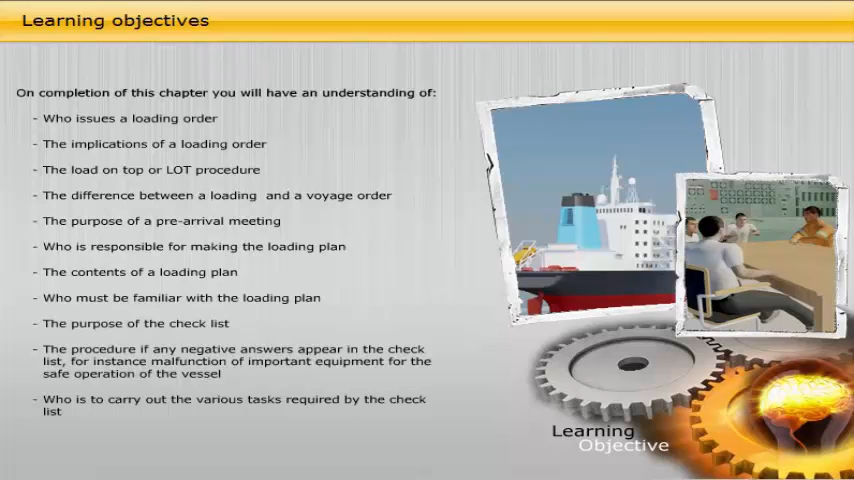 Learning objectives
On completion of this chapter you will have an understanding of:
- Who issues a loading order
- The implications of a loading order
- The load on top or LOT procedure
- The difference between a loading and a voyage order
- The purpose of a pre-arrival meeting
- Who is responsible for making the loading plan
- The contents of a loading plan
- Who must be familiar with the loading plan
- The purpose of the check list
- The procedure if any negative answers appear in the check
list, for instance malfunction of important equipment for the
safe operation of the vessel
- Who is to carry out the various tasks required by the check
list
Learning
Objective